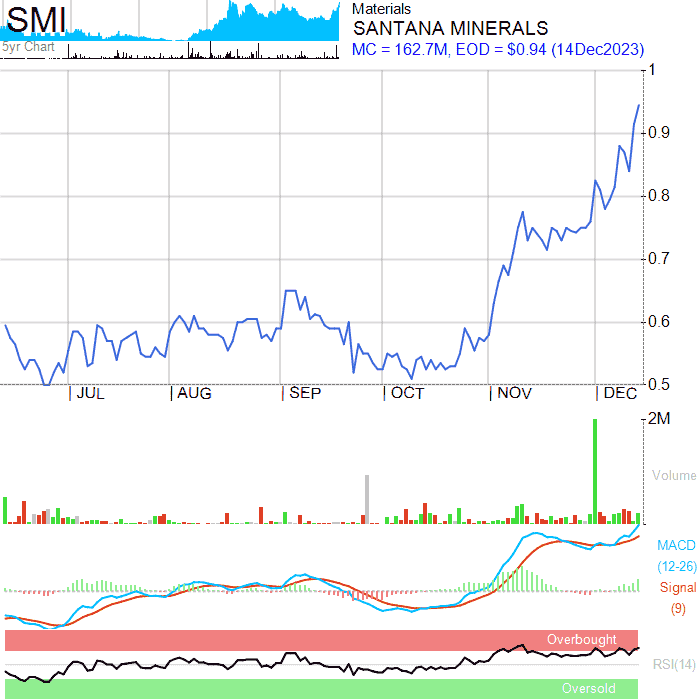 SMI
5yr Chart
Materials
SANTANA MINERALS
MC = 162.7M, EOD = $0.94 (14Dec2023)
1
0.9
0.8
0.7
0.6
0.5
JUL AUG SEP OCT NOV DEC
2M
Volume
MACD
(12-26)
Signal
(9)
Overbought
RSI(14)
Oversold